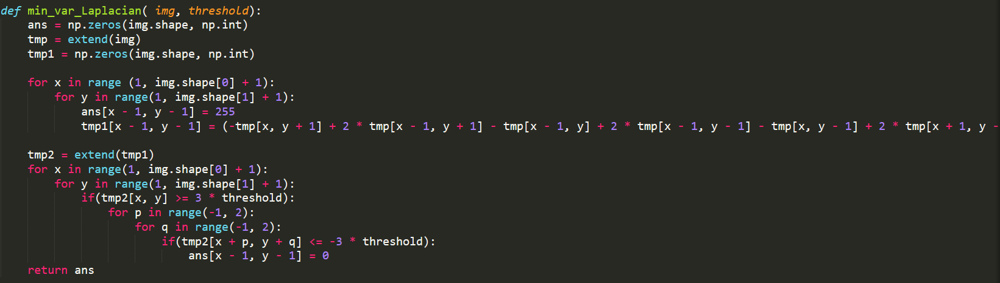 def min_var_Laplacian( img, threshold):
    ans = np.zeros(img.shape, np.int)
    tmp = extend(img)
    tmp1 = np.zeros(img.shape, np.int)
    for x in range (1, img.shape[0] + 1):
        for y in range(1, img.shape[1] + 1):
            ans[x - 1, y - 1] = 255
            tmp1[x - 1, y - 1] = (-tmp[x, y + 1] + 2 * tmp[x - 1, y + 1] - tmp[x - 1, y] + 2 * tmp[x - 1, y - 1] - tmp[x, y - 1] + 2 * tmp[x + 1, y -
    tmp2 = extend(tmp1)
    for x in range(1, img.shape[0] + 1):
        for y in range(1, img.shape[1] + 1):
            if(tmp2[x, y] >= 3 * threshold):
                for p in range(-1, 2):
                    for q in range(-1, 2):
                        if(tmp2[x + p, y + q] <= -3 * threshold):
                            ans[x - 1, y - 1] = 0
    return ans